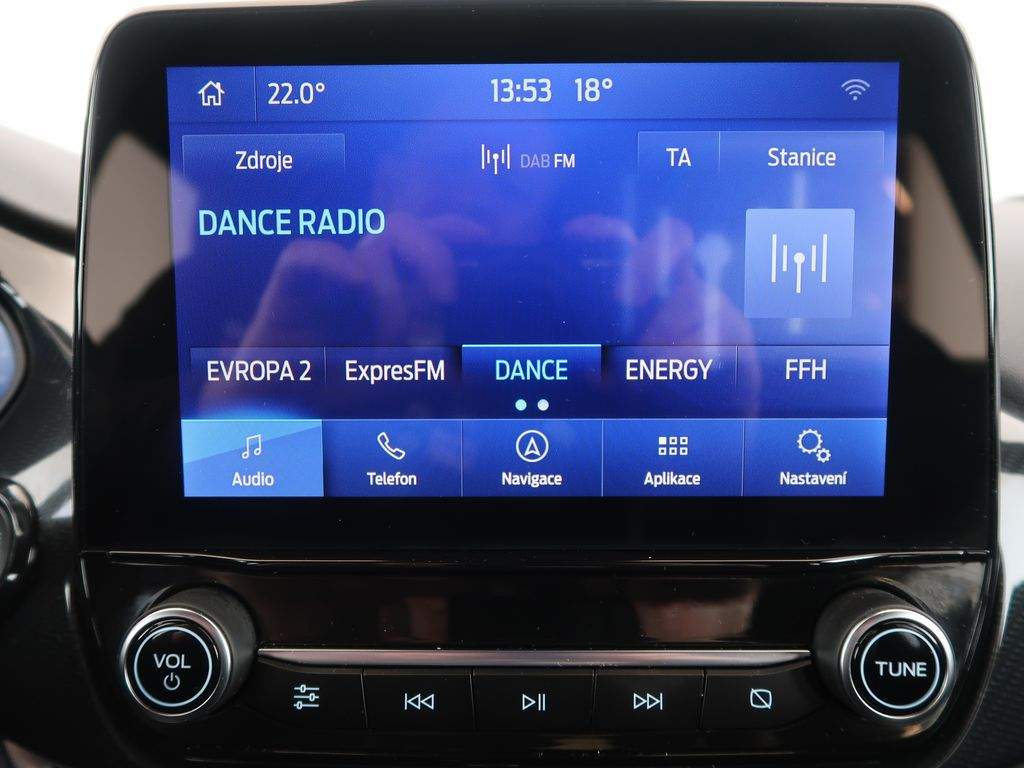 22.0° 13:53 18°
Zdroje DAB FM TA Stanice
DANCE RADIO
EVROPA 2 ExpresFM DANCE ENERGY FFH
Audio Telefon Navigace Aplikace Nastavení
VOL TUNE